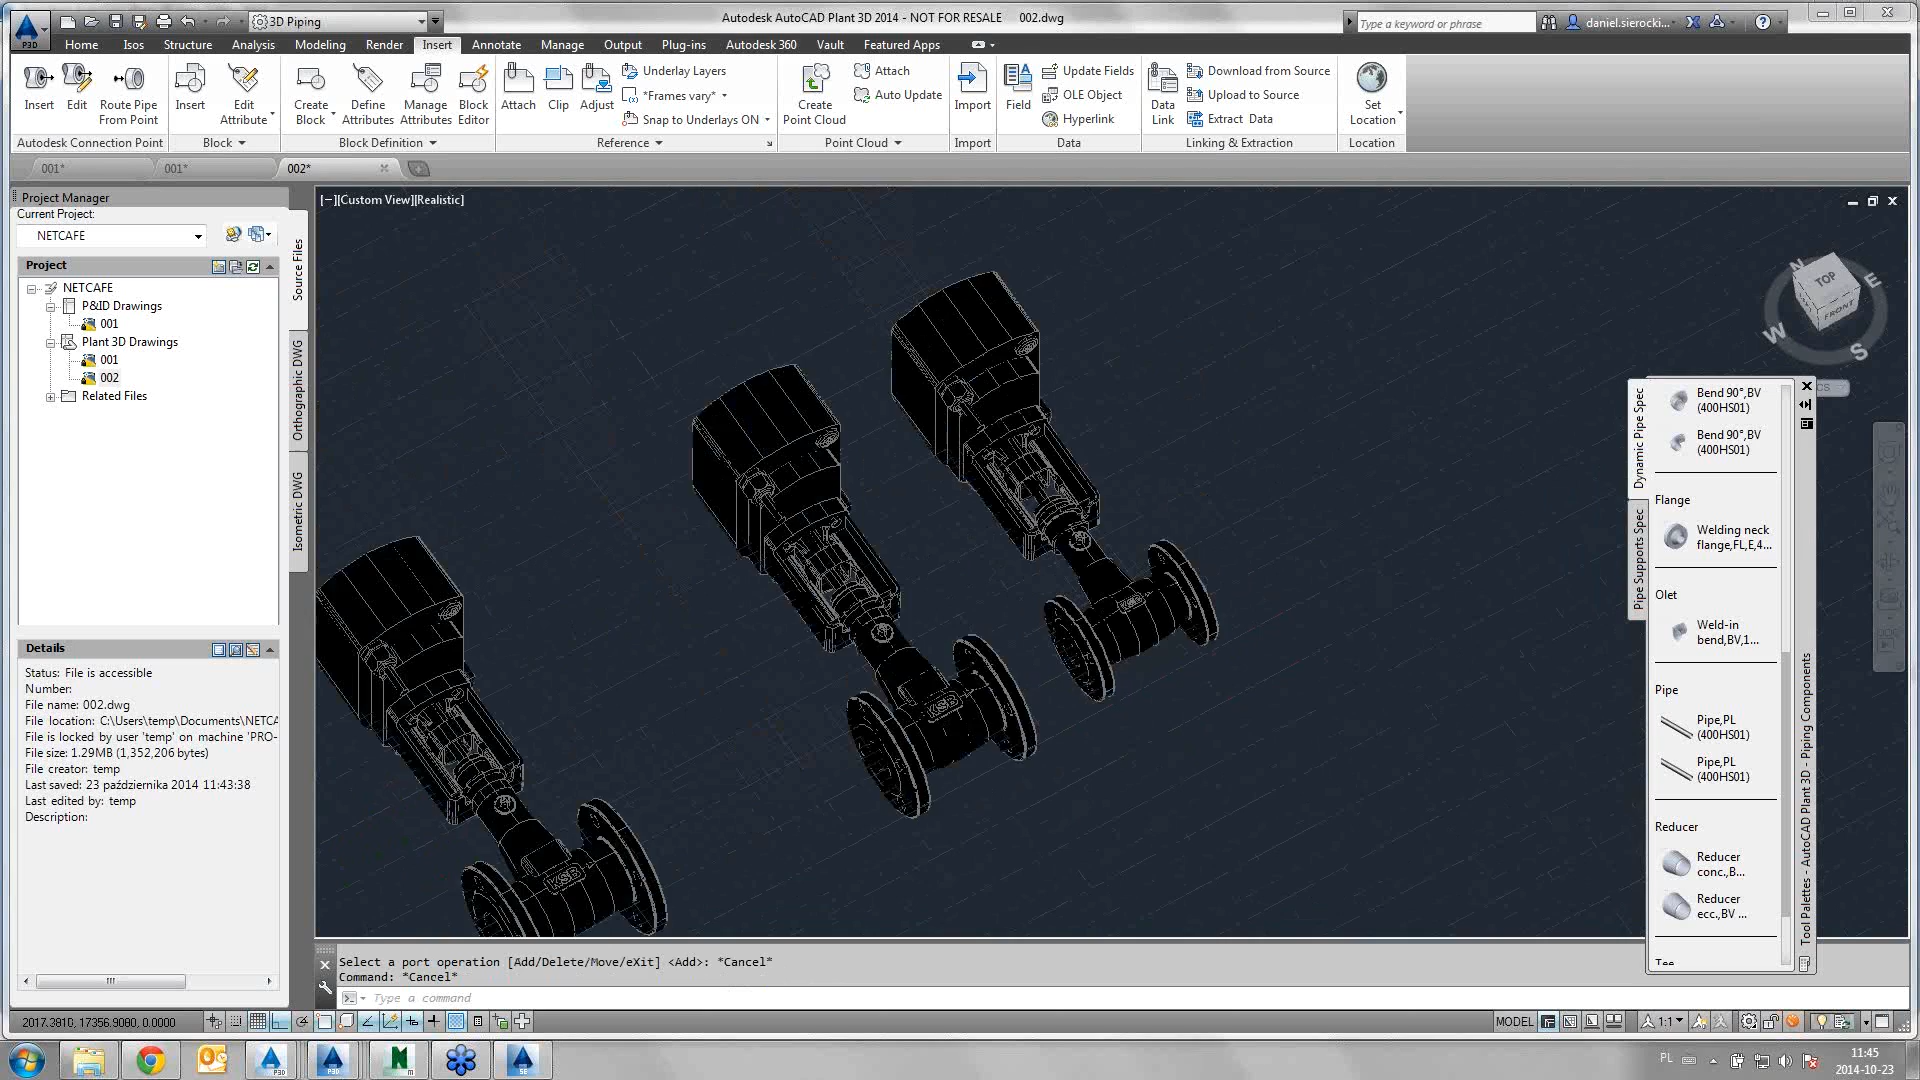 3D Piping
Autodesk AutoCAD Plant 3D 2014 - NOT FOR RESALE 002.dwg
Type a keyword or phrase
daniel.sierocki...
P3D
Home Isos Structure Analysis Modeling Render Insert Annotate Manage Output Plug-ins Autodesk 360 Vault Featured Apps
Insert
Edit
Route Pipe
From Point
Insert
Edit
Attribute
Create
Block
Define
Attributes
Manage
Attributes
Block
Editor
Attach
Clip
Adjust
Underlay Layers
*Frames vary*
Snap to Underlays ON
Create
Point Cloud
Attach
Auto Update
Import
Field
Update Fields
OLE Object
Hyperlink
Data
Link
Download from Source
Upload to Source
Extract Data
Set
Location
Autodesk Connection Point
Block
Block Definition
Reference
Point Cloud
Import
Data
Linking & Extraction
Location
001*
001*
002*
Project Manager
Current Project:
NETCAFE
Project
NETCAFE
P&ID Drawings
001
Plant 3D Drawings
001
002
Related Files
Source Files
Orthographic DWG
Isometric DWG
Details
Status: File is accessible
Number:
File name: 002.dwg
File location: C:\Users\temp\Documents\NETCA
File is locked by user 'temp' on machine 'PRO-
File size: 1.29MB (1,352,206 bytes)
File creator: temp
Last saved: 23 października 2014 11:43:38
Last edited by: temp
Description:
[−][Custom View][Realistic]
N
E
S
W
TOP
FRONT
KSB
KSB
KSB
Dynamic Pipe Spec
Pipe Supports Spec
Bend 90°,BV
(400HS01)
Bend 90°,BV
(400HS01)
Flange
Welding neck
flange,FL,E,4...
Olet
Weld-in
bend,BV,1...
Pipe
Pipe,PL
(400HS01)
Pipe,PL
(400HS01)
Reducer
Reducer
conc.,B...
Reducer
ecc.,BV ...
Tee
Tool Palettes - AutoCAD Plant 3D - Piping Components
Select a port operation [Add/Delete/Move/eXit] <Add>: *Cancel*
Command: *Cancel*
Type a command
2017.3810, 17356.9080, 0.0000
MODEL
1:1
P3D
P3D
SE
PL
11:45
2014-10-23